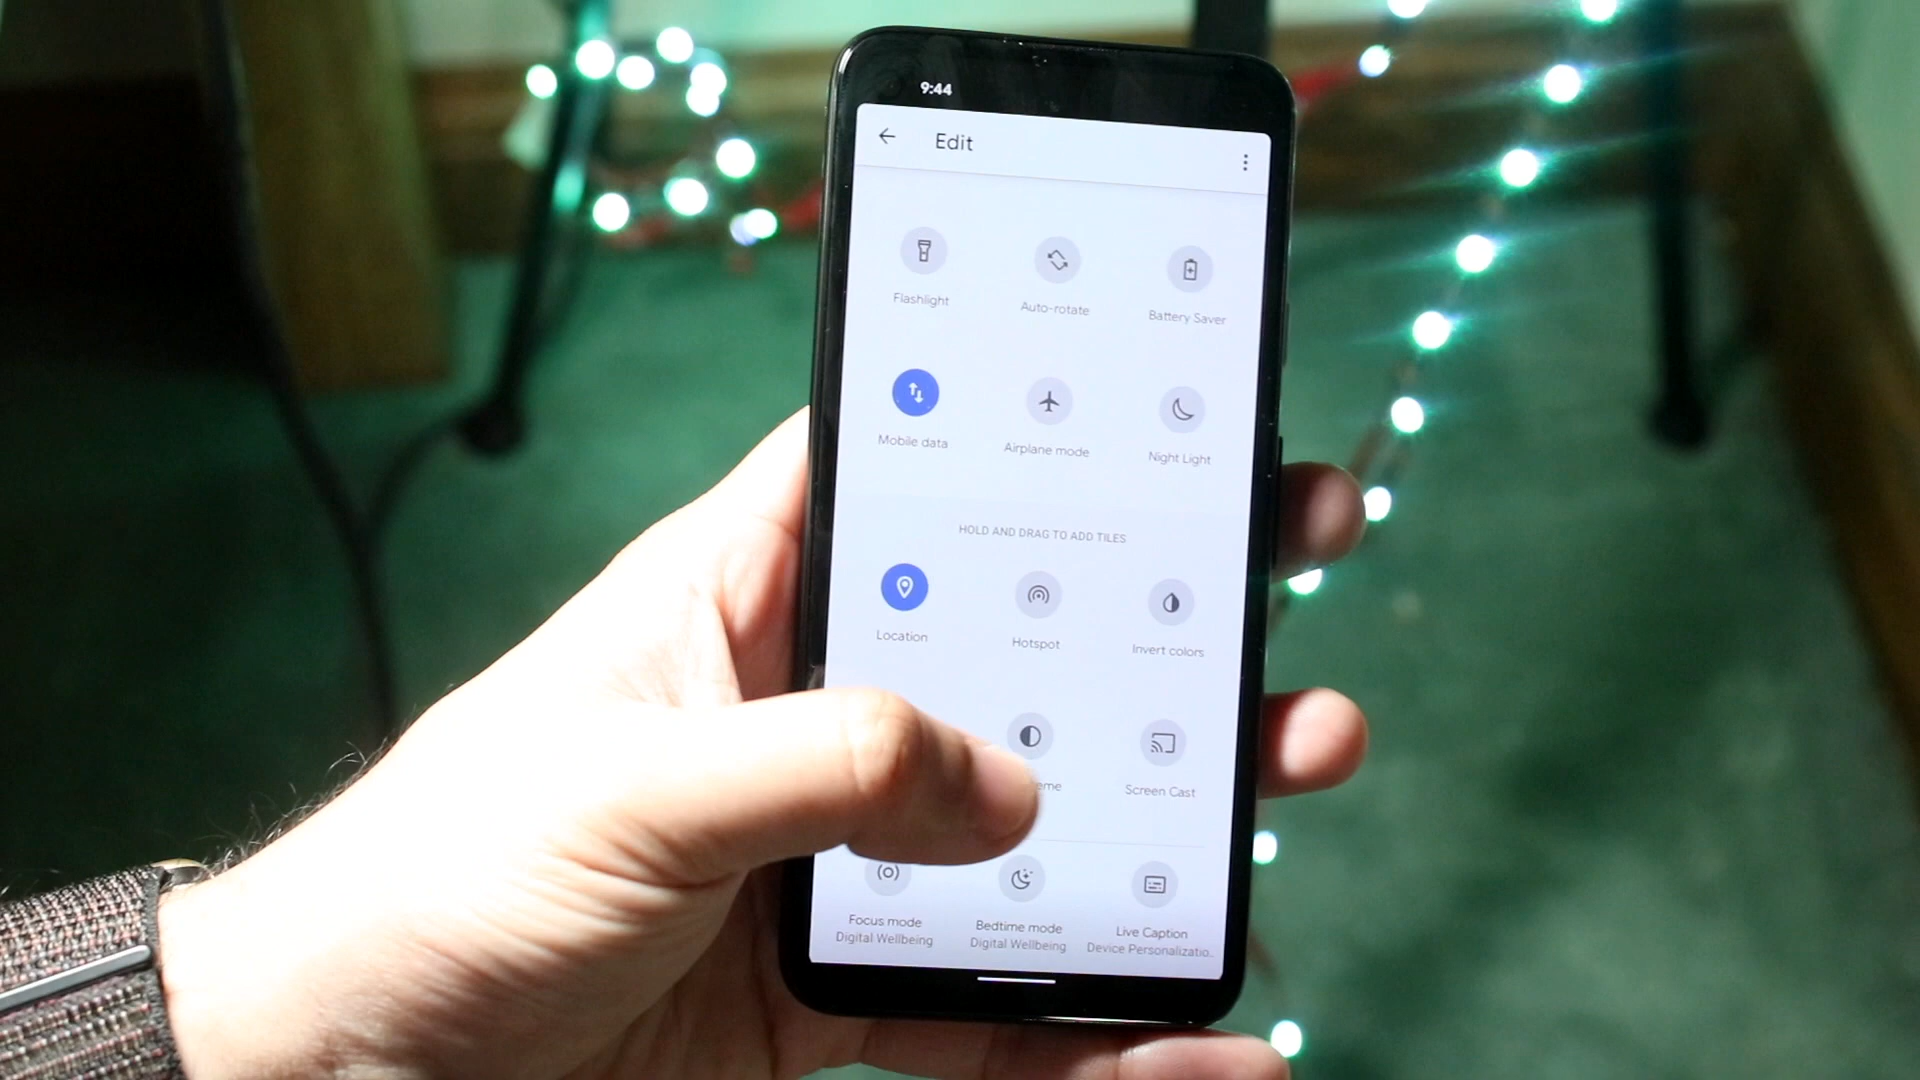 9:44
Edit
Flashlight
Auto-rotate
Battery Saver
Mobile data
Airplane mode
Night Light
HOLD AND DRAG TO ADD TILES
Location
Hotspot
Invert colors
Screen Cast
Focus mode
Digital Wellbeing
Bedtime mode
Digital Wellbeing
Live Caption
Device Personalizatio..